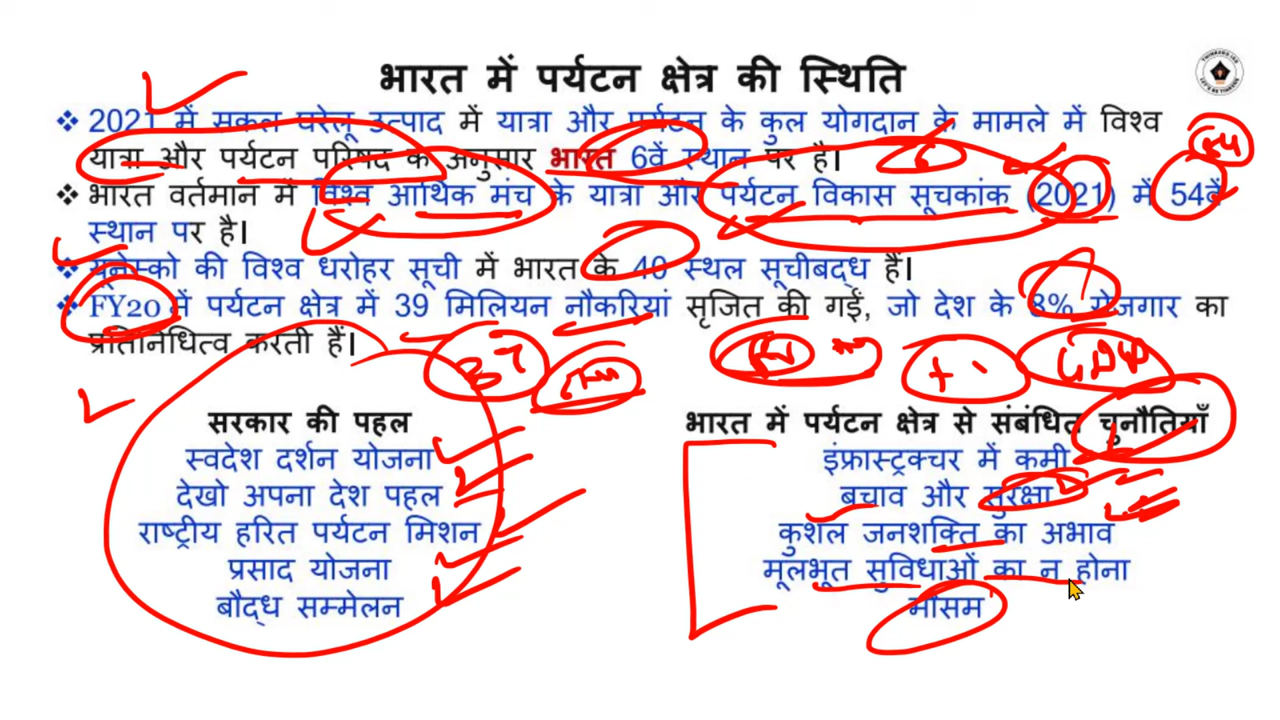 भारत में पर्यटन क्षेत्र की स्थिति
❖ 2021 में सकल घरेलू उत्पाद में यात्रा और पर्यटन के कुल योगदान के मामले में विश्व
यात्रा और पर्यटन परिषद के अनुसार भारत 6वें स्थान पर है।
❖ भारत वर्तमान में विश्व आर्थिक मंच के यात्रा और पर्यटन विकास सूचकांक (2021) में 54वें
स्थान पर है।
❖ यूनेस्को की विश्व धरोहर सूची में भारत के 40 स्थल सूचीबद्ध हैं।
❖ FY20 में पर्यटन क्षेत्र में 39 मिलियन नौकरियां सृजित की गईं, जो देश के 8% रोजगार का
प्रतिनिधित्व करती हैं।
सरकार की पहल
स्वदेश दर्शन योजना
देखो अपना देश पहल
राष्ट्रीय हरित पर्यटन मिशन
प्रसाद योजना
बौद्ध सम्मेलन
भारत में पर्यटन क्षेत्र से संबंधित चुनौतियाँ
इंफ्रास्ट्रक्चर में कमी
बचाव और सुरक्षा
कुशल जनशक्ति का अभाव
मूलभूत सुविधाओं का न होना
मौसम